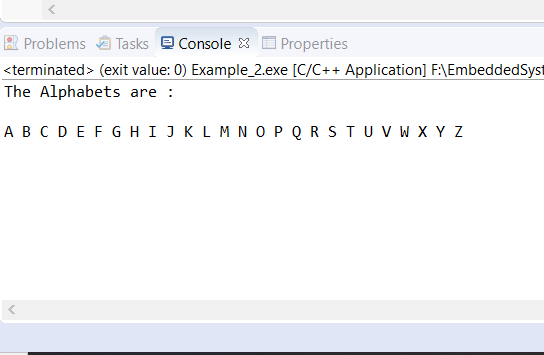 Problems Tasks Console Properties
<terminated> (exit value: 0) Example_2.exe [C/C++ Application] F:\EmbeddedSyst
The Alphabets are :
A B C D E F G H I J K L M N O P Q R S T U V W X Y Z